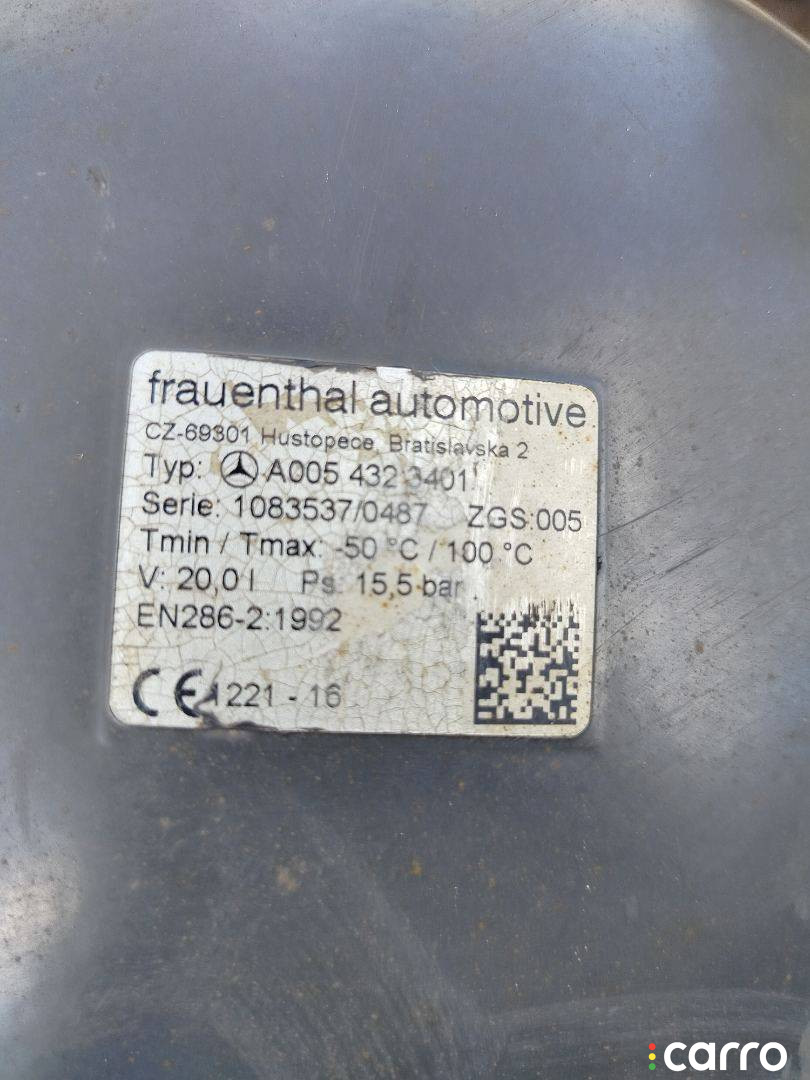 frauenthal automotive
CZ-69301 Hustopece, Bratislavska 2
Typ: A005 432 3401
Serie: 1083537/0487 ZGS:005
Tmin / Tmax: -50 °C / 100 °C
V: 20,0 l Ps: 15,5 bar
EN286-2:1992
CE 1221 - 16
carro